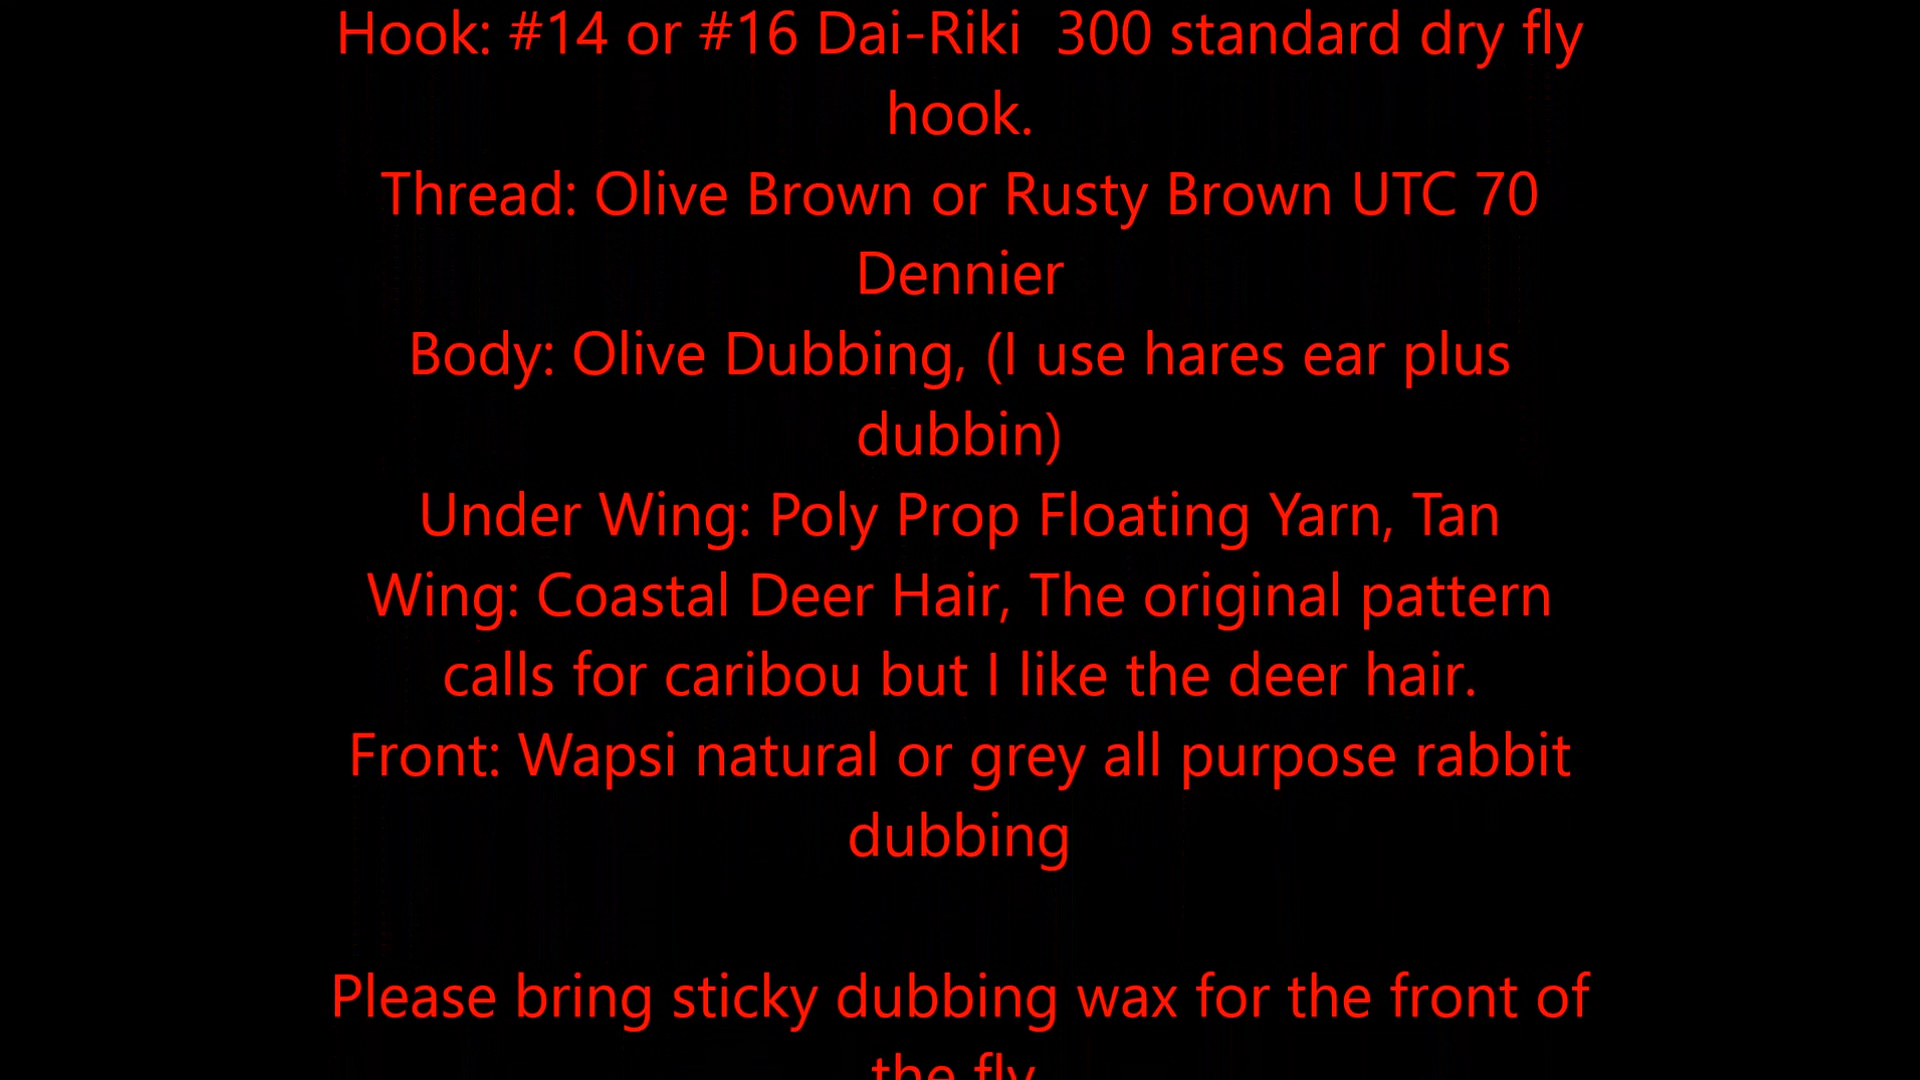 Hook: #14 or #16 Dai-Riki  300 standard dry fly
hook.
Thread: Olive Brown or Rusty Brown UTC 70
Dennier
Body: Olive Dubbing, (I use hares ear plus
dubbin)
Under Wing: Poly Prop Floating Yarn, Tan
Wing: Coastal Deer Hair, The original pattern
calls for caribou but I like the deer hair.
Front: Wapsi natural or grey all purpose rabbit
dubbing
Please bring sticky dubbing wax for the front of
the fly